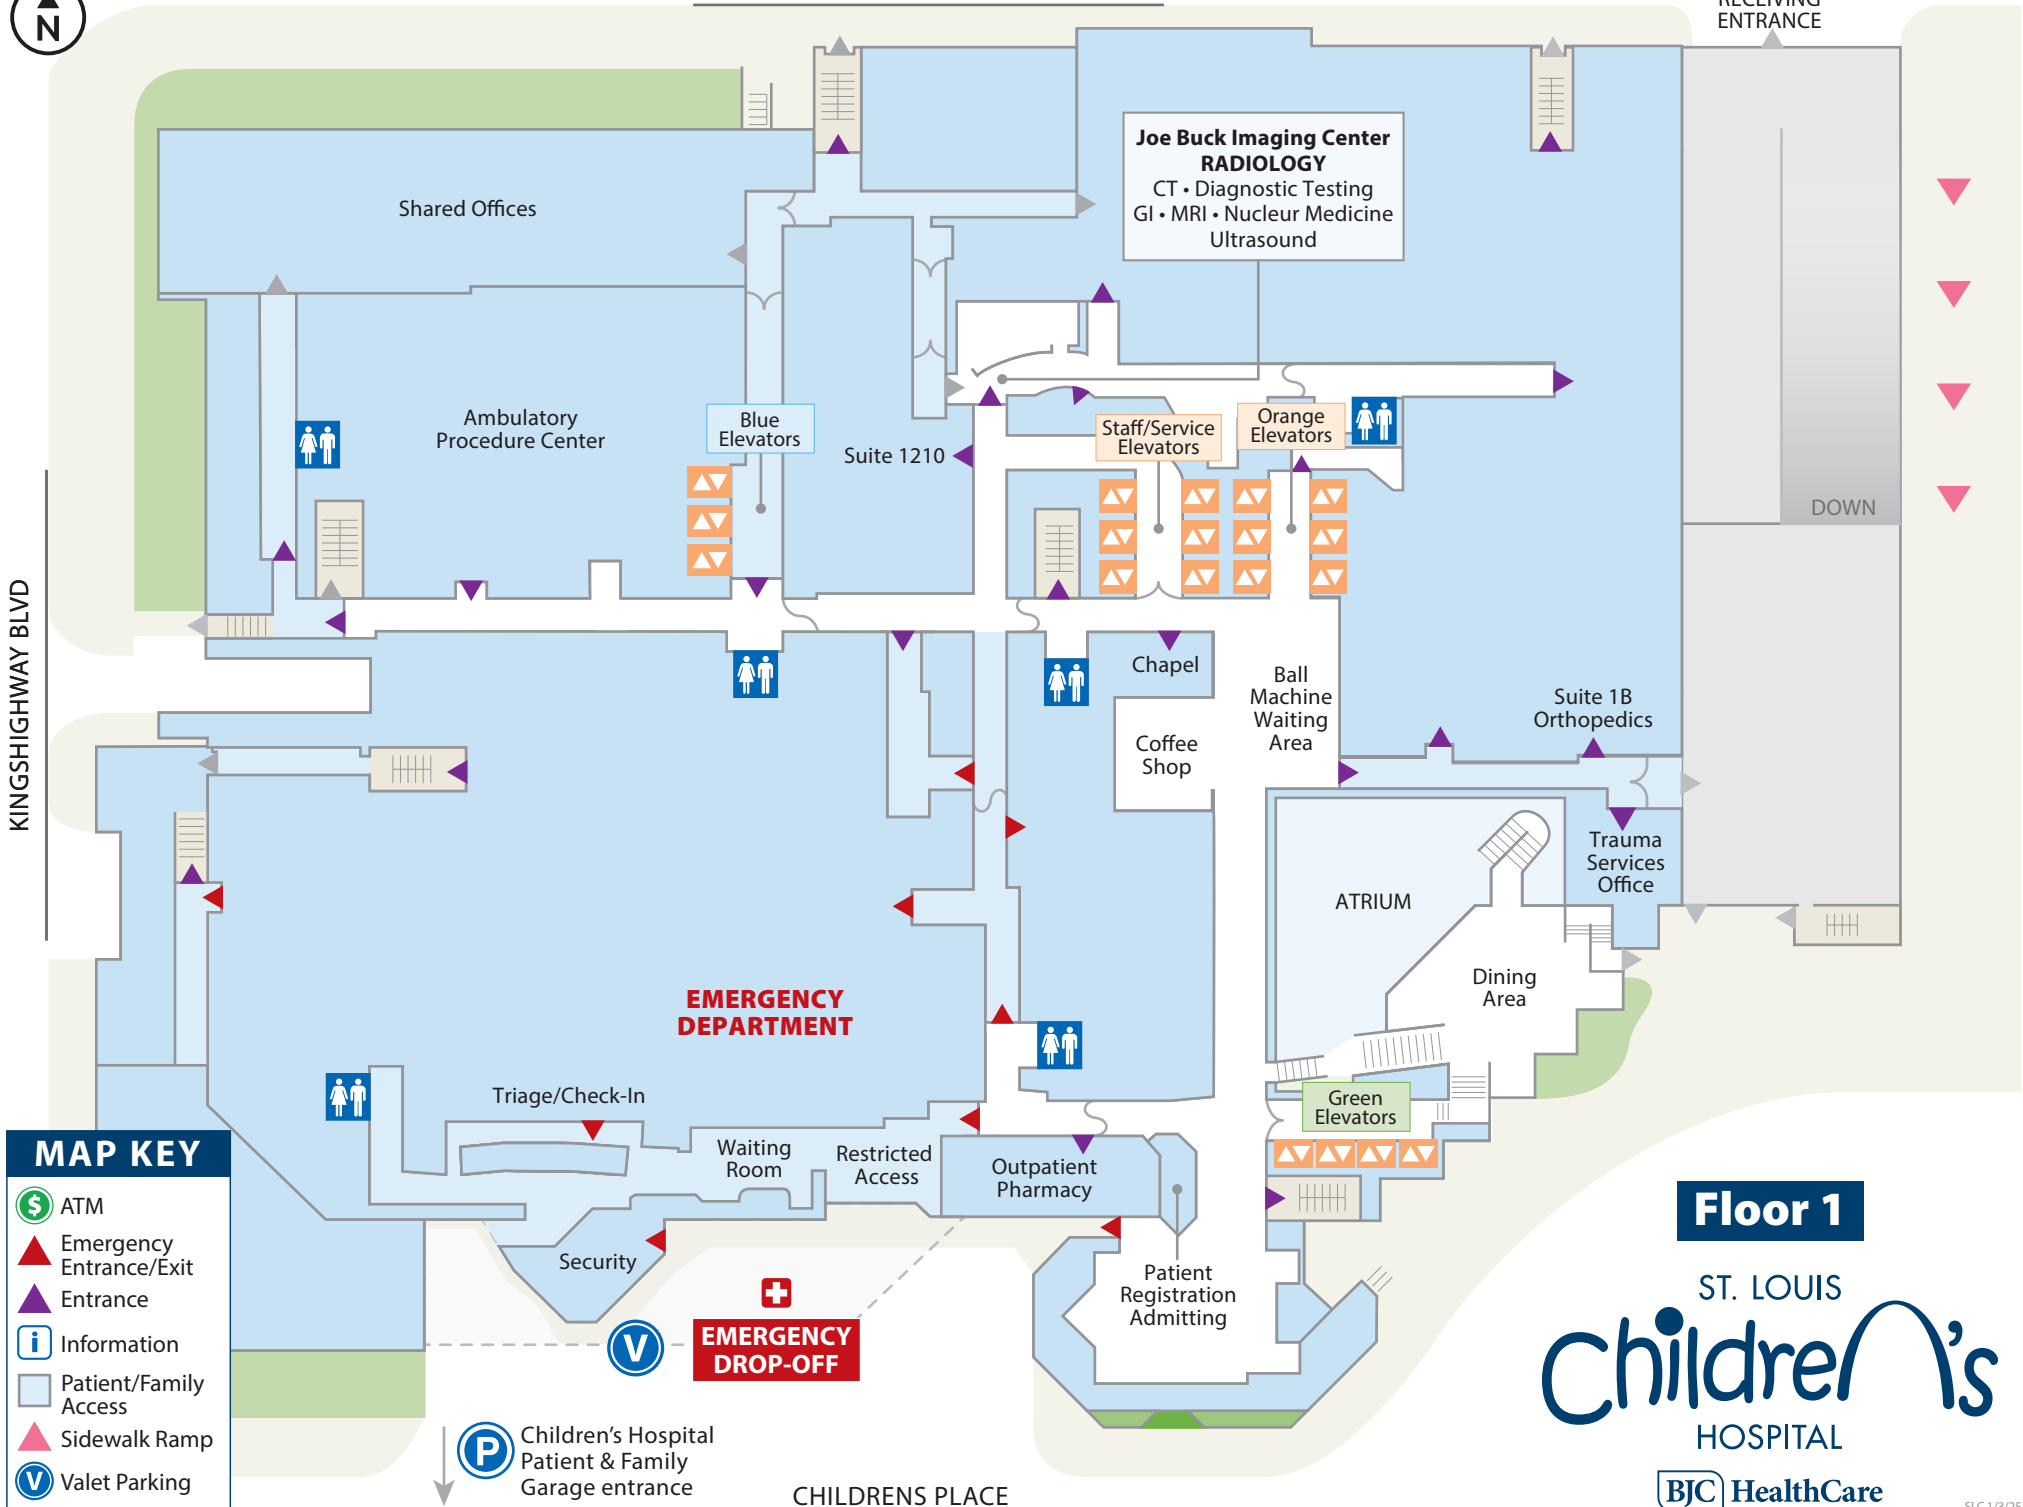 N
RECEIVING
ENTRANCE
Joe Buck Imaging Center
RADIOLOGY
CT • Diagnostic Testing
GI • MRI • Nucleur Medicine
Ultrasound
Shared Offices
Ambulatory
Procedure Center
Blue
Elevators
Suite 1210
Staff/Service
Elevators
Orange
Elevators
DOWN
KINGSHIGHWAY BLVD
Chapel
Coffee
Shop
Ball
Machine
Waiting
Area
Suite 1B
Orthopedics
Trauma
Services
Office
ATRIUM
Dining
Area
EMERGENCY
DEPARTMENT
Green
Elevators
Triage/Check-In
Waiting
Room
Restricted
Access
Outpatient
Pharmacy
Security
Patient
Registration
Admitting
V
EMERGENCY
DROP-OFF
P
Children's Hospital
Patient & Family
Garage entrance
CHILDRENS PLACE
MAP KEY
$ ATM
Emergency
Entrance/Exit
Entrance
i Information
Patient/Family
Access
Sidewalk Ramp
V Valet Parking
Floor 1
ST. LOUIS
Children's
HOSPITAL
BJC HealthCare
SLC 1/3/25